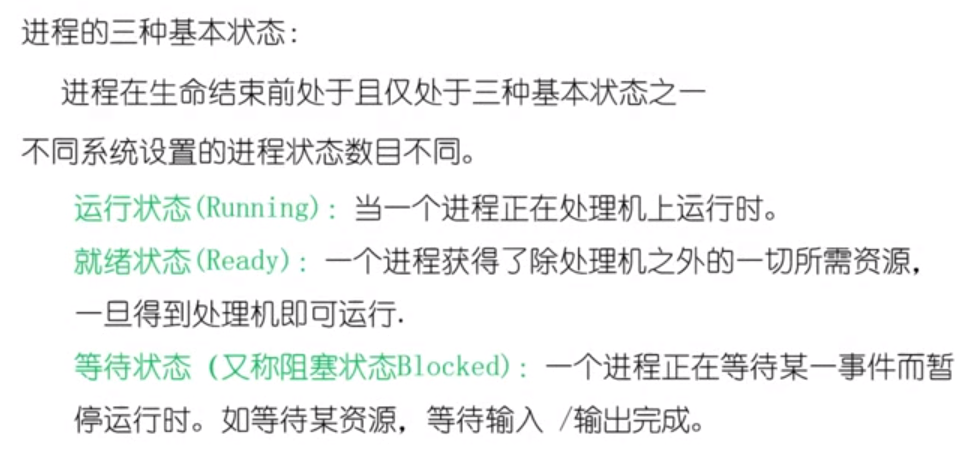 进程的三种基本状态：
进程在生命结束前处于且仅处于三种基本状态之一
不同系统设置的进程状态数目不同。
运行状态(Running)：当一个进程正在处理机上运行时。
就绪状态(Ready)：一个进程获得了除处理机之外的一切所需资源，
一旦得到处理机即可运行.
等待状态（又称阻塞状态Blocked)：一个进程正在等待某一事件而暂
停运行时。如等待某资源，等待输入 /输出完成。